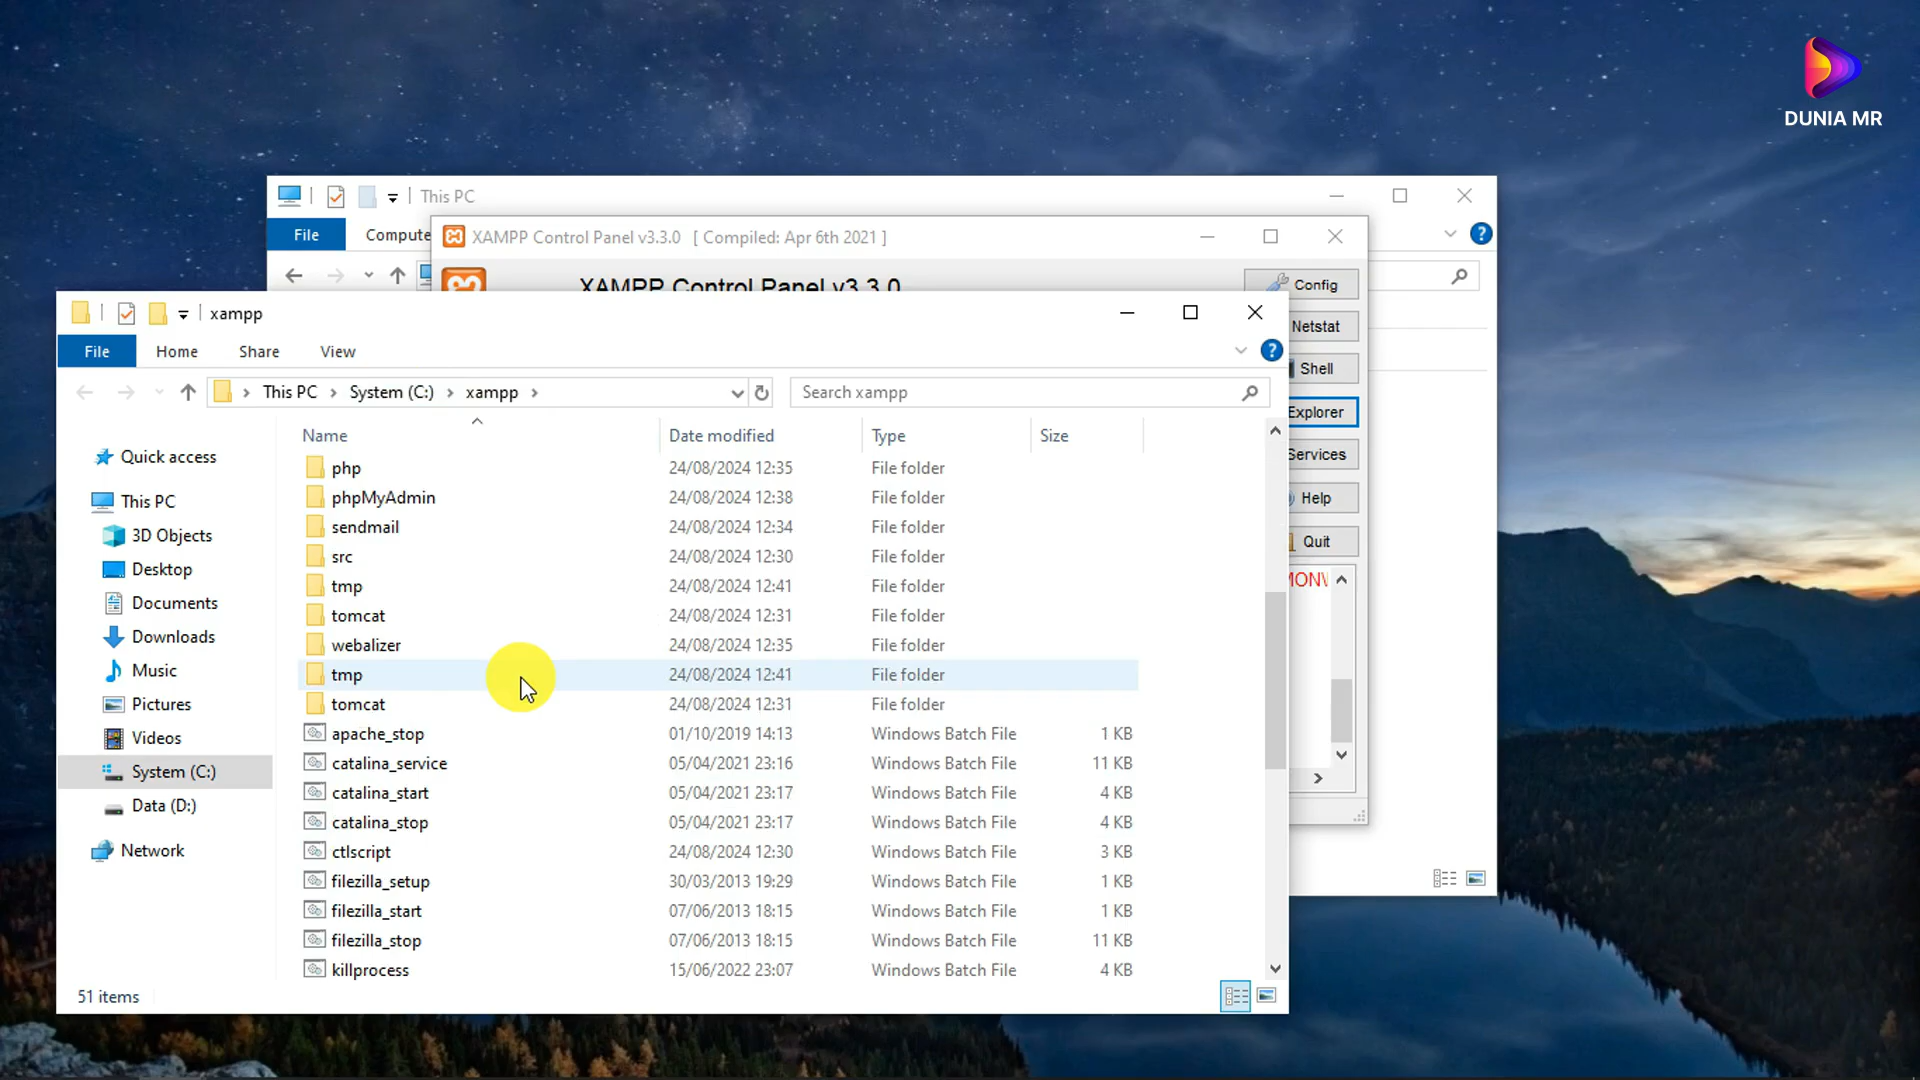 DUNIA MR
This PC
File
Compute
XAMPP Control Panel v3.3.0 [ Compiled: Apr 6th 2021 ]
XAMPP Control Panel v3.3.0
Config
Netstat
Shell
Explorer
Services
Help
Quit
xampp
File Home Share View
This PC System (C:) xampp
Search xampp
Quick access
This PC
3D Objects
Desktop
Documents
Downloads
Music
Pictures
Videos
System (C:)
Data (D:)
Network
Name Date modified Type Size
php 24/08/2024 12:35 File folder
phpMyAdmin 24/08/2024 12:38 File folder
sendmail 24/08/2024 12:34 File folder
src 24/08/2024 12:30 File folder
tmp 24/08/2024 12:41 File folder
tomcat 24/08/2024 12:31 File folder
webalizer 24/08/2024 12:35 File folder
tmp 24/08/2024 12:41 File folder
tomcat 24/08/2024 12:31 File folder
apache_stop 01/10/2019 14:13 Windows Batch File 1 KB
catalina_service 05/04/2021 23:16 Windows Batch File 11 KB
catalina_start 05/04/2021 23:17 Windows Batch File 4 KB
catalina_stop 05/04/2021 23:17 Windows Batch File 4 KB
ctlscript 24/08/2024 12:30 Windows Batch File 3 KB
filezilla_setup 30/03/2013 19:29 Windows Batch File 1 KB
filezilla_start 07/06/2013 18:15 Windows Batch File 1 KB
filezilla_stop 07/06/2013 18:15 Windows Batch File 11 KB
killprocess 15/06/2022 23:07 Windows Batch File 4 KB
51 items